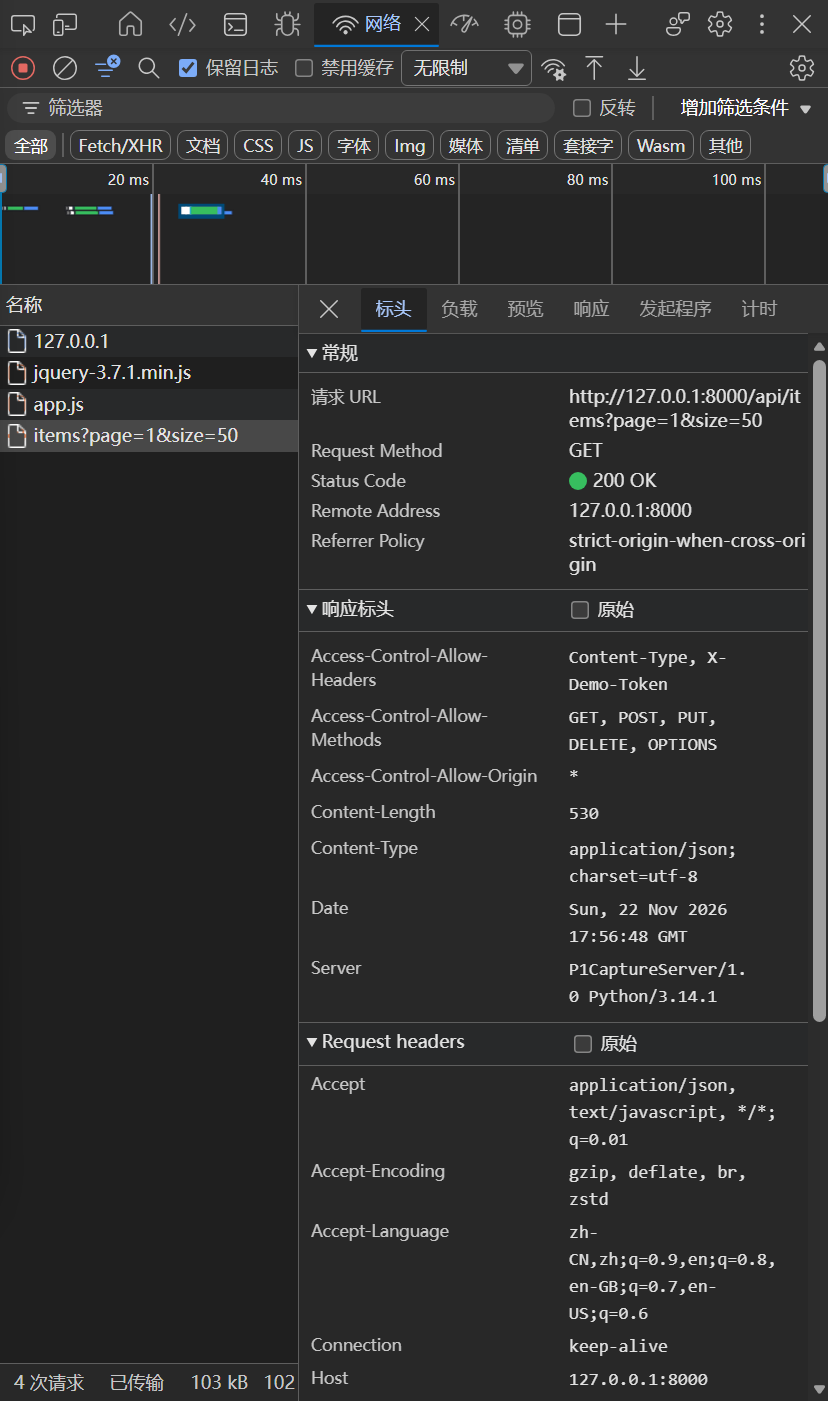 网络
保留日志
禁用缓存
无限制
筛选器
反转
增加筛选条件
全部
Fetch/XHR
文档
CSS
JS
字体
Img
媒体
清单
套接字
Wasm
其他
20 ms
40 ms
60 ms
80 ms
100 ms
名称
127.0.0.1
jquery-3.7.1.min.js
app.js
items?page=1&size=50
标头
负载
预览
响应
发起程序
计时
常规
请求 URL
http://127.0.0.1:8000/api/it
ems?page=1&size=50
Request Method
GET
Status Code
200 OK
Remote Address
127.0.0.1:8000
Referrer Policy
strict-origin-when-cross-ori
gin
响应标头
原始
Access-Control-Allow-
Headers
Content-Type, X-
Demo-Token
Access-Control-Allow-
Methods
GET, POST, PUT,
DELETE, OPTIONS
Access-Control-Allow-Origin
*
Content-Length
530
Content-Type
application/json;
charset=utf-8
Date
Sun, 22 Nov 2026
17:56:48 GMT
Server
P1CaptureServer/1.
0 Python/3.14.1
Request headers
原始
Accept
application/json,
text/javascript, */*;
q=0.01
Accept-Encoding
gzip, deflate, br,
zstd
Accept-Language
zh-
CN,zh;q=0.9,en;q=0.8,
en-GB;q=0.7,en-
US;q=0.6
Connection
keep-alive
Host
127.0.0.1:8000
4 次请求
已传输
103 kB
102